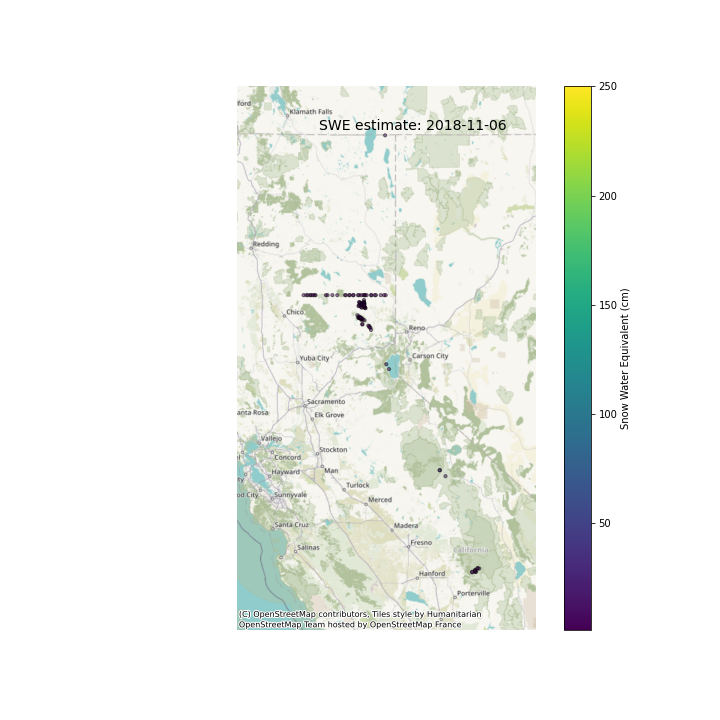 SWE estimate: 2018-11-06
ford
Klamath Falls
Redding
Chico
Reno
Yuba City
Carson City
Sacramento
anta Rosa
Elk Grove
Vallejo
Stockton
Concord
Man
Hayward
Turlock
od City
Sunnyvale
Merced
Santa Cruz
Madera
Salinas
Fresno
California
Hanford
Porterville
(C) OpenStreetMap contributors, Tiles style by Humanitarian
OpenStreetMap Team hosted by OpenStreetMap France
250
200
150
100
50
Snow Water Equivalent (cm)